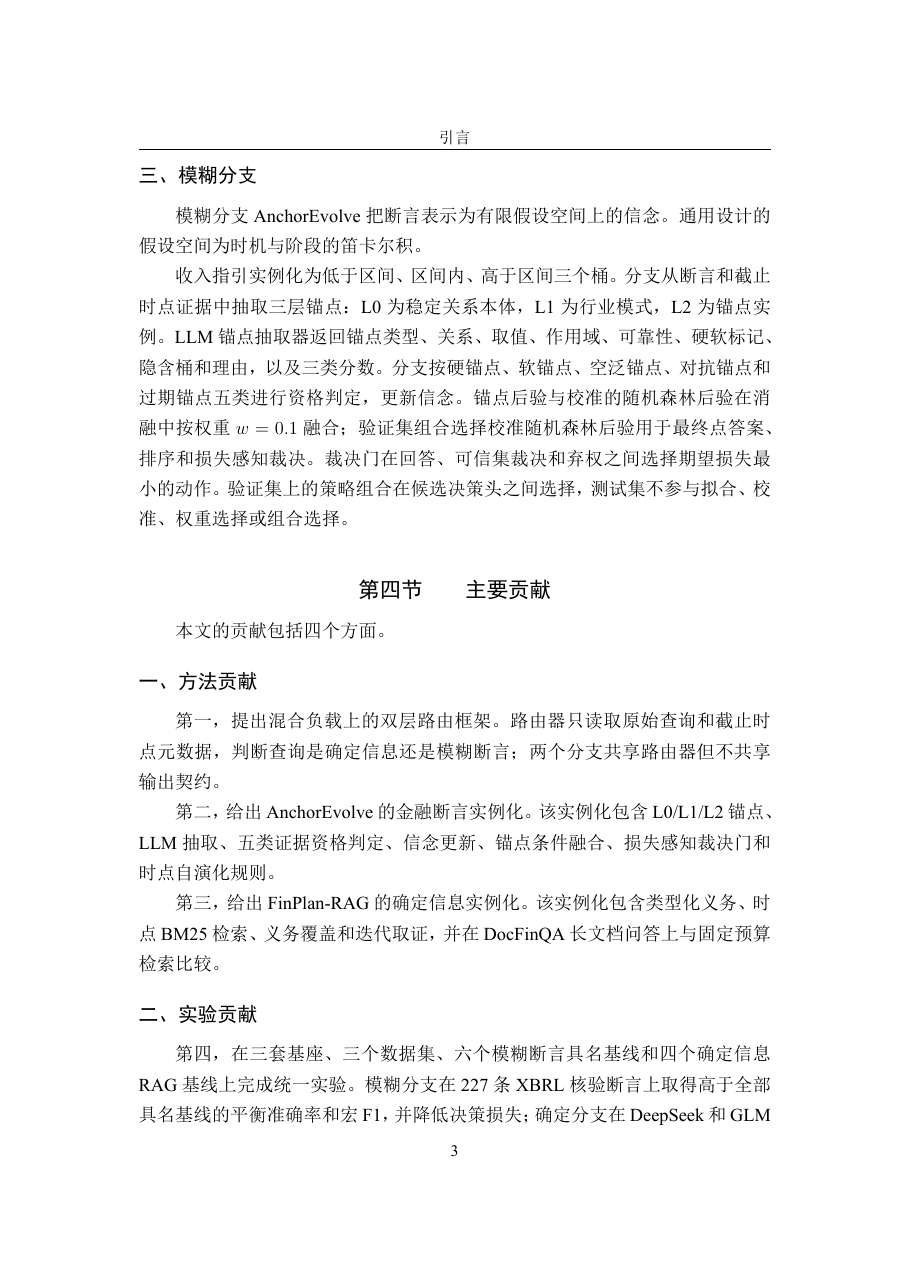 引言
三、模糊分支
模糊分支 AnchorEvolve 把断言表示为有限假设空间上的信念。通用设计的
假设空间为时机与阶段的笛卡尔积。
收入指引实例化为低于区间、区间内、高于区间三个桶。分支从断言和截止
时点证据中抽取三层锚点：L0 为稳定关系本体，L1 为行业模式，L2 为锚点实
例。LLM 锚点抽取器返回锚点类型、关系、取值、作用域、可靠性、硬软标记、
隐含桶和理由，以及三类分数。分支按硬锚点、软锚点、空泛锚点、对抗锚点和
过期锚点五类进行资格判定，更新信念。锚点后验与校准的随机森林后验在消
融中按权重 w = 0.1 融合；验证集组合选择校准随机森林后验用于最终点答案、
排序和损失感知裁决。裁决门在回答、可信集裁决和弃权之间选择期望损失最
小的动作。验证集上的策略组合在候选决策头之间选择，测试集不参与拟合、校
准、权重选择或组合选择。
第四节　　主要贡献
本文的贡献包括四个方面。
一、方法贡献
第一，提出混合负载上的双层路由框架。路由器只读取原始查询和截止时
点元数据，判断查询是确定信息还是模糊断言；两个分支共享路由器但不共享
输出契约。
第二，给出 AnchorEvolve 的金融断言实例化。该实例化包含 L0/L1/L2 锚点、
LLM 抽取、五类证据资格判定、信念更新、锚点条件融合、损失感知裁决门和
时点自演化规则。
第三，给出 FinPlan-RAG 的确定信息实例化。该实例化包含类型化义务、时
点 BM25 检索、义务覆盖和迭代取证，并在 DocFinQA 长文档问答上与固定预算
检索比较。
二、实验贡献
第四，在三套基座、三个数据集、六个模糊断言具名基线和四个确定信息
RAG 基线上完成统一实验。模糊分支在 227 条 XBRL 核验断言上取得高于全部
具名基线的平衡准确率和宏 F1，并降低决策损失；确定分支在 DeepSeek 和 GLM
3